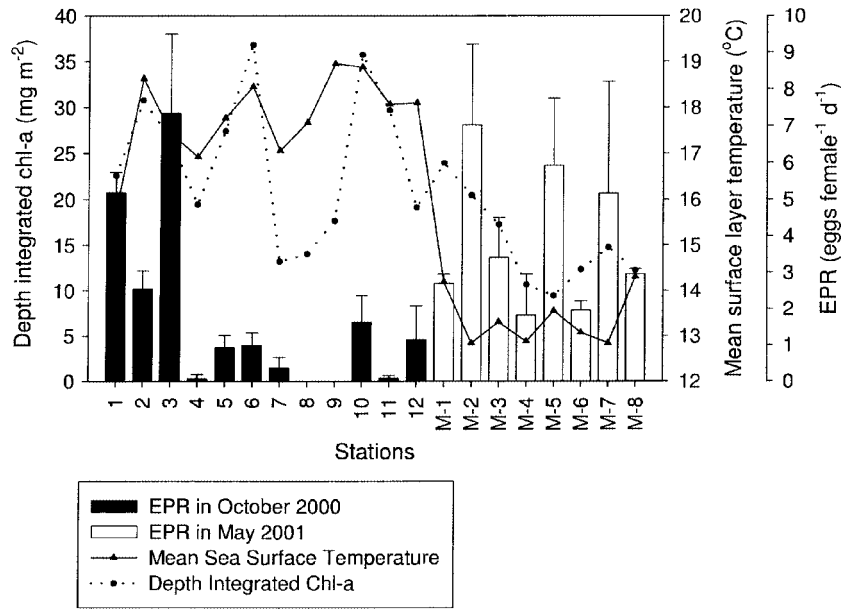 Depth integrated chl-a (mg m⁻²)
40
35
30
25
20
15
10
5
0
20
19
18
17
16
15
14
13
12
Mean surface layer temperature (°C)
10
9
8
7
6
5
4
3
2
1
0
EPR (eggs female⁻¹ d⁻¹)
1
2
3
4
5
6
7
8
9
10
11
12
M-1
M-2
M-3
M-4
M-5
M-6
M-7
M-8
Stations
EPR in October 2000
EPR in May 2001
Mean Sea Surface Temperature
Depth Integrated Chl-a